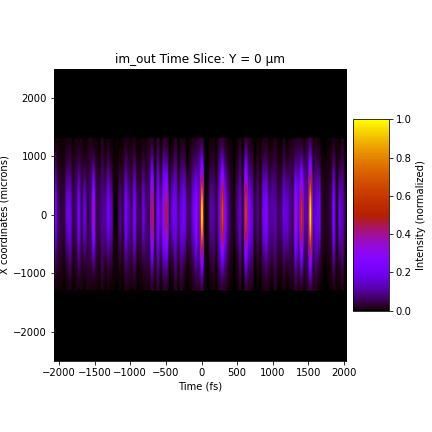 im_out Time Slice: Y = 0 μm
2000
1000
0
−1000
−2000
X coordinates (microns)
−2000 −1500 −1000 −500 0 500 1000 1500 2000
Time (fs)
1.0
0.8
0.6
0.4
0.2
0.0
Intensity (normalized)